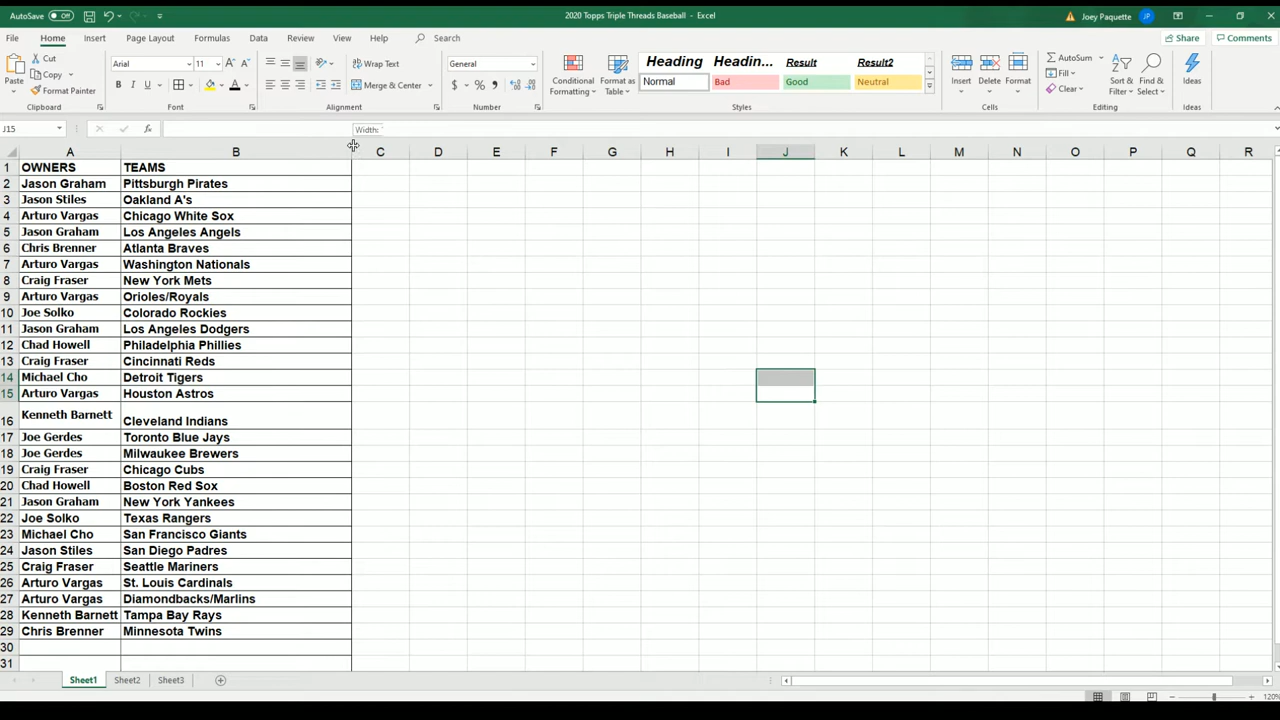 AutoSave Off 2020 Topps Triple Threads Baseball - Excel Joey Paquette JP
File Home Insert Page Layout Formulas Data Review View Help Search Share Comments
Paste Cut Copy Format Painter Clipboard
Arial 11 A A B I U A Font
Wrap Text Merge & Center Alignment
General $ % , Number
Conditional Formatting Format as Table
Heading Headin... Result Result2
Normal Bad Good Neutral Styles
Insert Delete Format Cells
AutoSum Fill Clear Sort & Filter Find & Select Editing
Ideas Ideas
J15 fx Width:
A B C D E F G H I J K L M N O P Q R
1 OWNERS TEAMS
2 Jason Graham Pittsburgh Pirates
3 Jason Stiles Oakland A's
4 Arturo Vargas Chicago White Sox
5 Jason Graham Los Angeles Angels
6 Chris Brenner Atlanta Braves
7 Arturo Vargas Washington Nationals
8 Craig Fraser New York Mets
9 Arturo Vargas Orioles/Royals
10 Joe Solko Colorado Rockies
11 Jason Graham Los Angeles Dodgers
12 Chad Howell Philadelphia Phillies
13 Craig Fraser Cincinnati Reds
14 Michael Cho Detroit Tigers
15 Arturo Vargas Houston Astros
16 Kenneth Barnett Cleveland Indians
17 Joe Gerdes Toronto Blue Jays
18 Joe Gerdes Milwaukee Brewers
19 Craig Fraser Chicago Cubs
20 Chad Howell Boston Red Sox
21 Jason Graham New York Yankees
22 Joe Solko Texas Rangers
23 Michael Cho San Francisco Giants
24 Jason Stiles San Diego Padres
25 Craig Fraser Seattle Mariners
26 Arturo Vargas St. Louis Cardinals
27 Arturo Vargas Diamondbacks/Marlins
28 Kenneth Barnett Tampa Bay Rays
29 Chris Brenner Minnesota Twins
30
31
Sheet1 Sheet2 Sheet3
120%